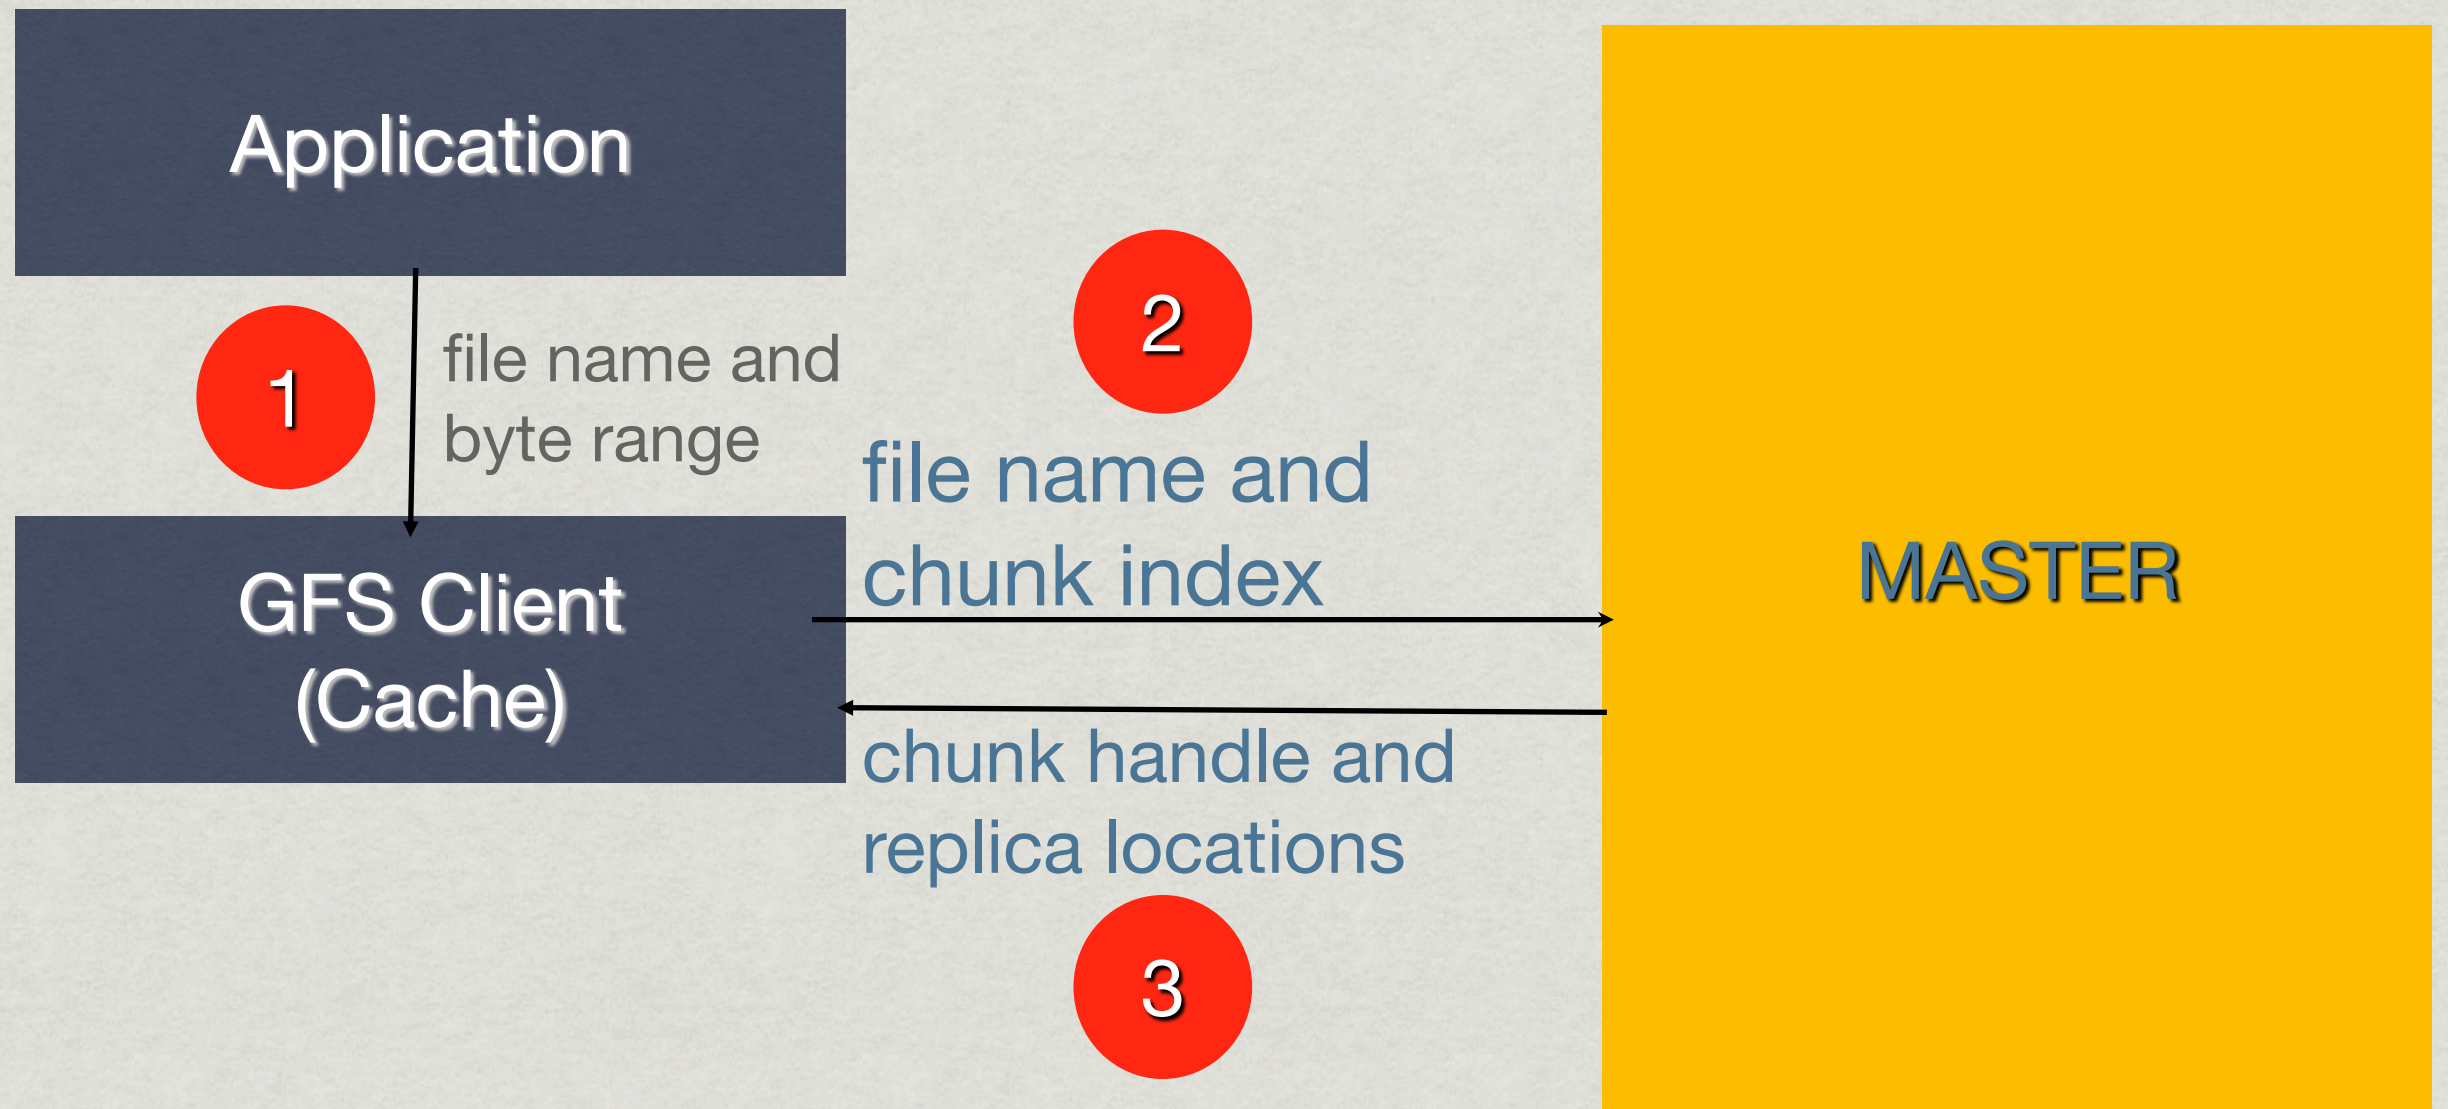 Application
1
file name and
byte range
2
file name and
chunk index
GFS Client
(Cache)
MASTER
chunk handle and
replica locations
3